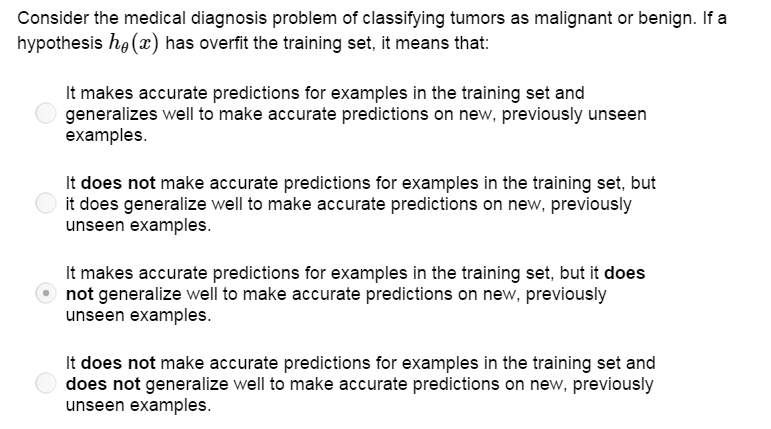 Consider the medical diagnosis problem of classifying tumors as malignant or benign. If a
hypothesis hθ(x) has overfit the training set, it means that:
It makes accurate predictions for examples in the training set and
generalizes well to make accurate predictions on new, previously unseen
examples.
It does not make accurate predictions for examples in the training set, but
it does generalize well to make accurate predictions on new, previously
unseen examples.
It makes accurate predictions for examples in the training set, but it does
not generalize well to make accurate predictions on new, previously
unseen examples.
It does not make accurate predictions for examples in the training set and
does not generalize well to make accurate predictions on new, previously
unseen examples.